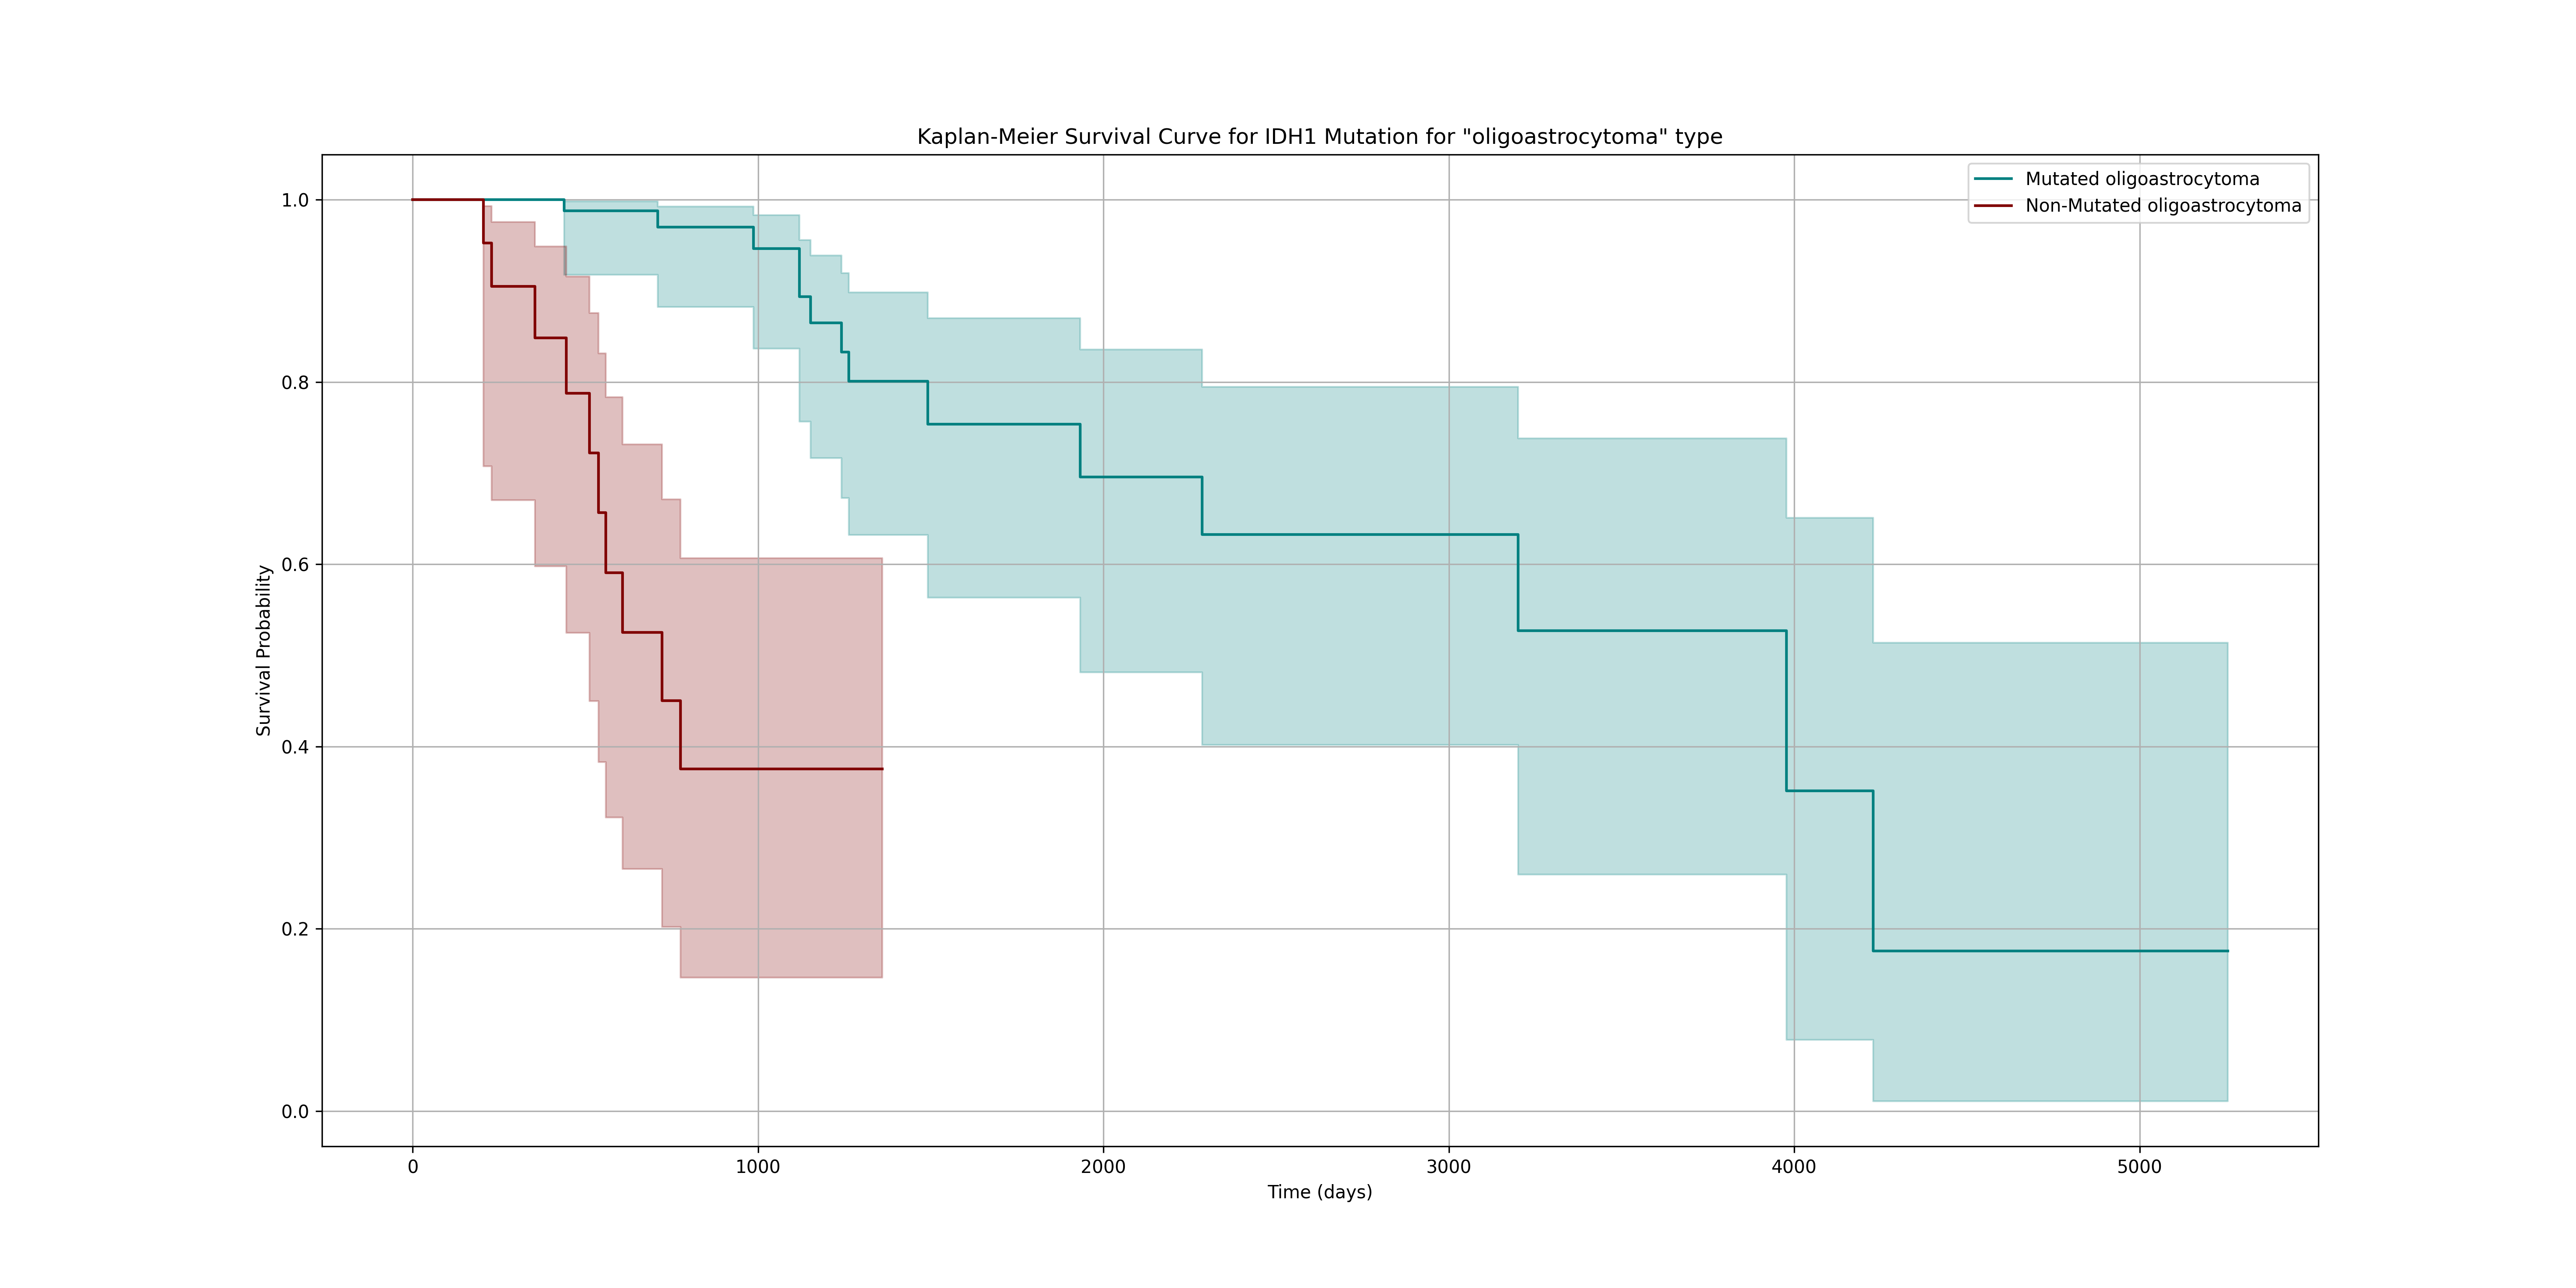 Kaplan-Meier Survival Curve for IDH1 Mutation for "oligoastrocytoma" type
Mutated oligoastrocytoma
Non-Mutated oligoastrocytoma
1.0
0.8
0.6
0.4
0.2
0.0
Survival Probability
0 1000 2000 3000 4000 5000
Time (days)